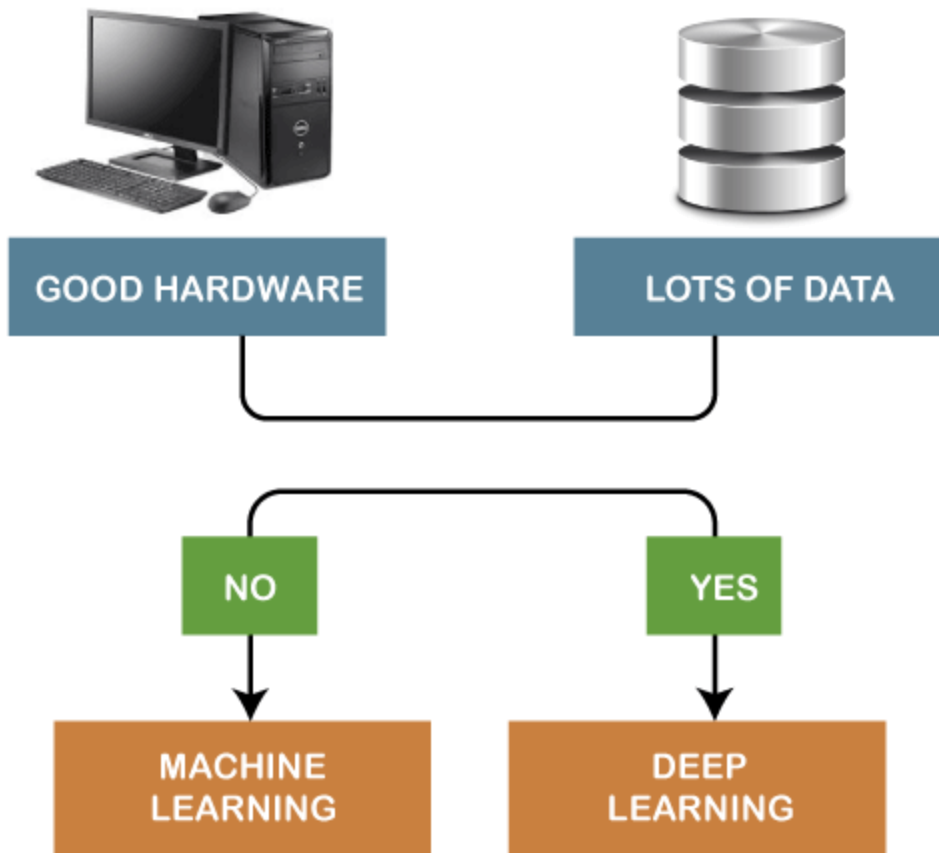 GOOD HARDWARE
LOTS OF DATA
NO
YES
MACHINE
LEARNING
DEEP
LEARNING